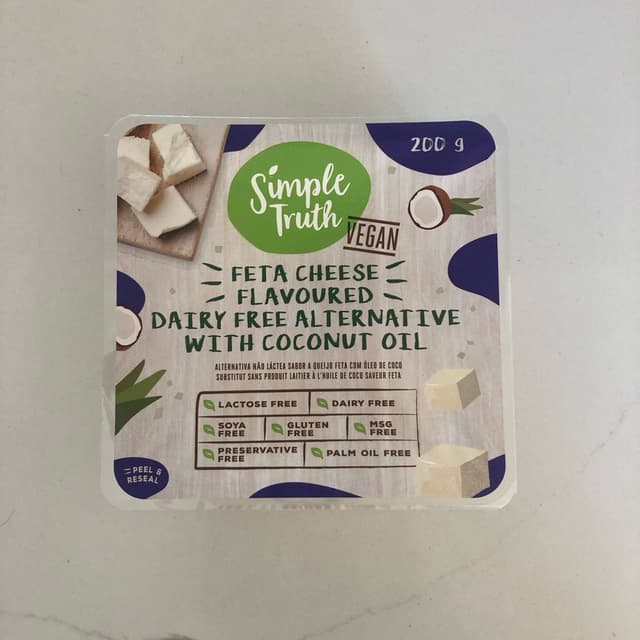 200 g
Simple
Truth
VEGAN
FETA CHEESE
FLAVOURED
DAIRY FREE ALTERNATIVE
WITH COCONUT OIL
ALTERNATIVA NÃO LÁCTEA SABOR A QUEIJO FETA COM ÓLEO DE COCO
SUBSTITUT SANS PRODUIT LAITIER À L'HUILE DE COCO SAVEUR FETA
LACTOSE FREE
DAIRY FREE
SOYA
FREE
GLUTEN
FREE
MSG
FREE
PRESERVATIVE
FREE
PALM OIL FREE
PEEL &
RESEAL